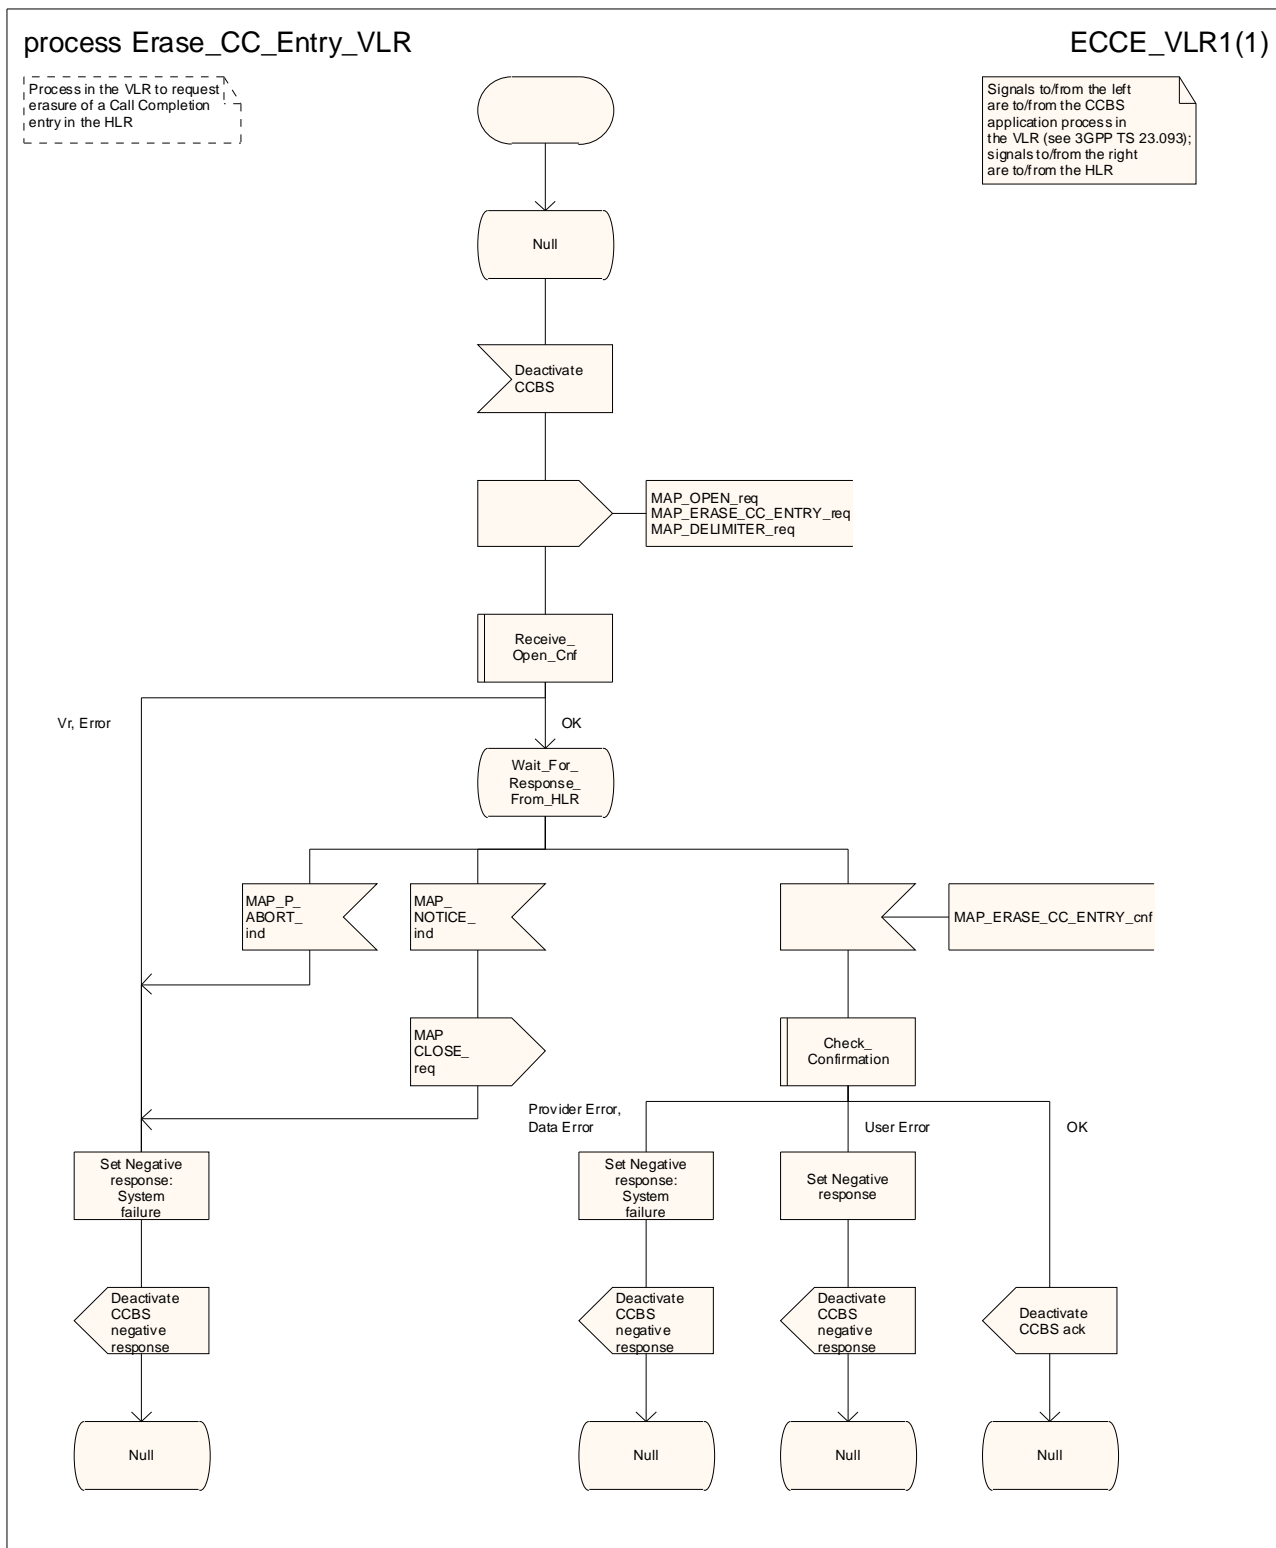 process Erase_CC_Entry_VLR
ECCE_VLR1(1)
Process in the VLR to request
erasure of a Call Completion
entry in the HLR
Signals to/from the left
are to/from the CCBS
application process in
the VLR (see 3GPP TS 23.093);
signals to/from the right
are to/from the HLR
Null
Deactivate
CCBS
MAP_OPEN_req
MAP_ERASE_CC_ENTRY_req
MAP_DELIMITER_req
Receive_
Open_Cnf
Vr, Error
OK
Wait_For_
Response_
From_HLR
MAP_P_
ABORT_
ind
MAP_
NOTICE_
ind
MAP_ERASE_CC_ENTRY_cnf
MAP
CLOSE_
req
Check_
Confirmation
Provider Error,
Data Error
User Error
OK
Set Negative
response:
System
failure
Set Negative
response:
System
failure
Set Negative
response
Deactivate
CCBS
negative
response
Deactivate
CCBS
negative
response
Deactivate
CCBS
negative
response
Deactivate
CCBS ack
Null
Null
Null
Null